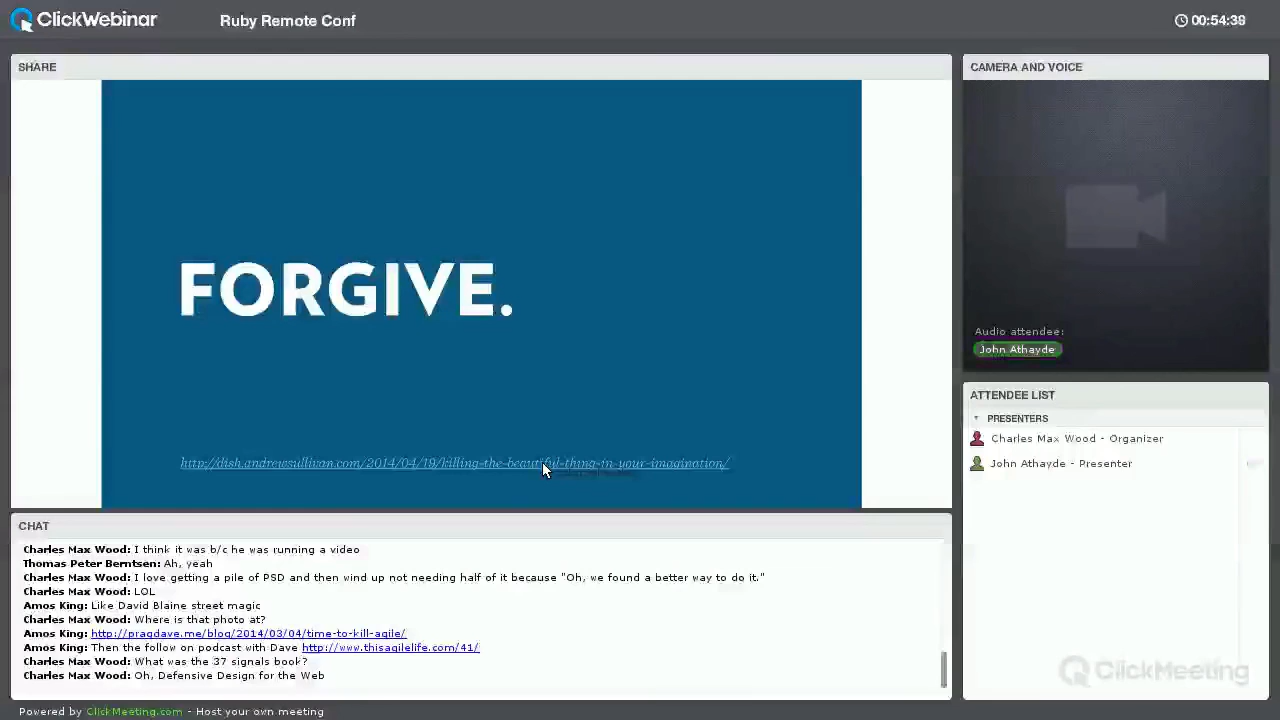 ClickWebinar
Ruby Remote Conf
00:54:38
SHARE
FORGIVE.
http://dish.andrewsullivan.com/2014/04/19/killing-the-beautiful-thing-in-your-imagination/
CAMERA AND VOICE
Audio attendee:
John Athayde
ATTENDEE LIST
PRESENTERS
Charles Max Wood - Organizer
John Athayde - Presenter
CHAT
Charles Max Wood: I think it was b/c he was running a video
Thomas Peter Berntsen: Ah, yeah
Charles Max Wood: I love getting a pile of PSD and then wind up not needing half of it because "Oh, we found a better way to do it."
Charles Max Wood: LOL
Amos King: Like David Blaine street magic
Charles Max Wood: Where is that photo at?
Amos King: http://pragdave.me/blog/2014/03/04/time-to-kill-agile/
Amos King: Then the follow on podcast with Dave http://www.thisagilelife.com/41/
Charles Max Wood: What was the 37 signals book?
Charles Max Wood: Oh, Defensive Design for the Web
ClickMeeting
Powered by ClickMeeting.com - Host your own meeting